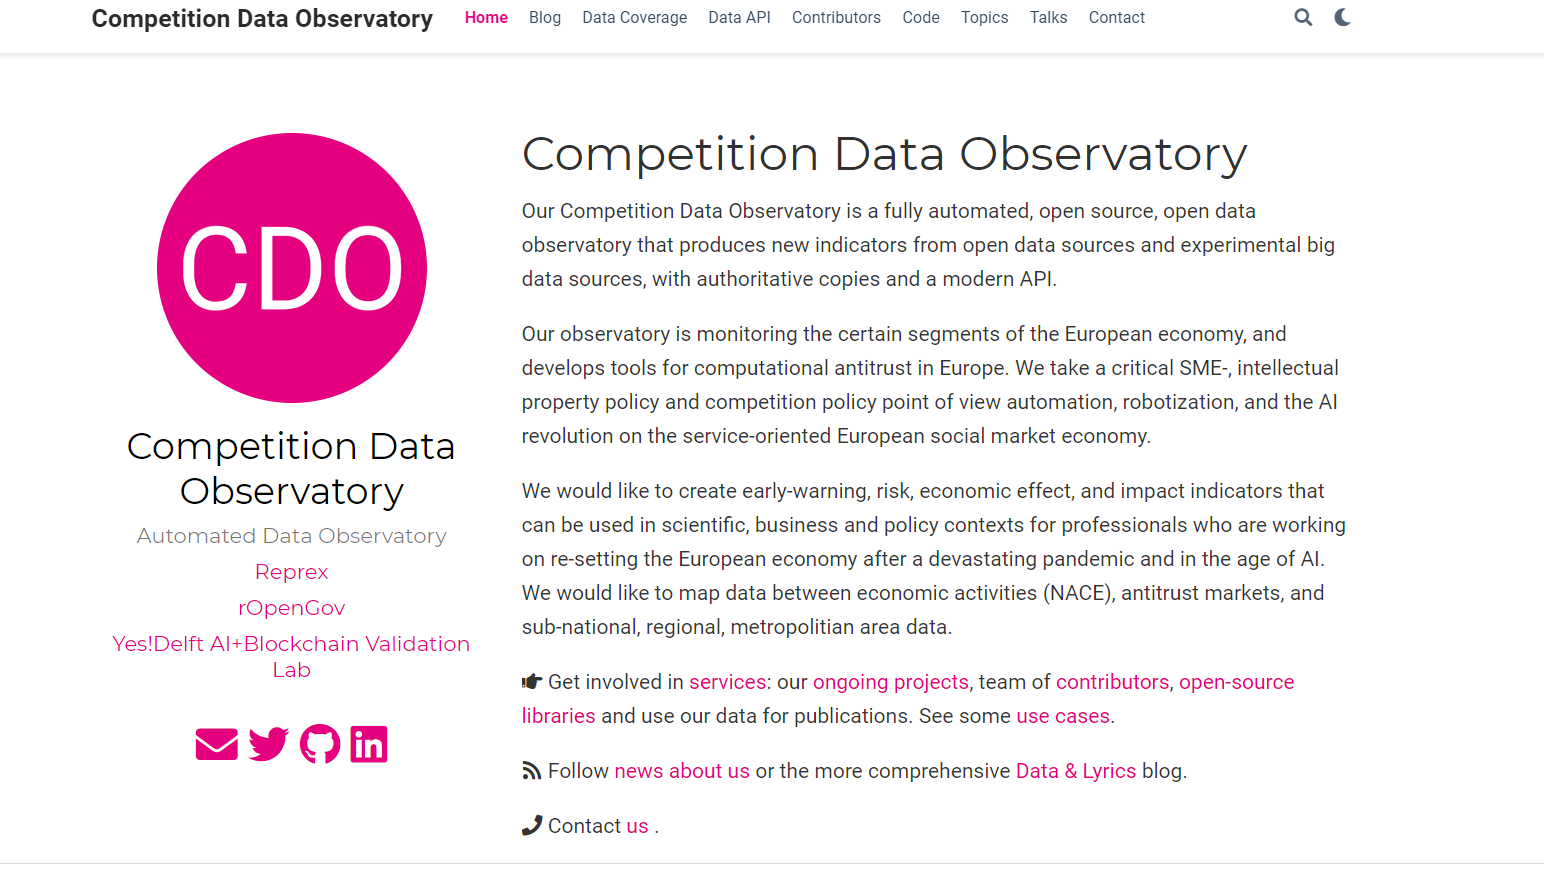 Competition Data Observatory
Home Blog Data Coverage Data API Contributors Code Topics Talks Contact
CDO
Competition Data
Observatory
Automated Data Observatory
Reprex
rOpenGov
Yes!Delft AI+Blockchain Validation
Lab
Competition Data Observatory
Our Competition Data Observatory is a fully automated, open source, open data
observatory that produces new indicators from open data sources and experimental big
data sources, with authoritative copies and a modern API.
Our observatory is monitoring the certain segments of the European economy, and
develops tools for computational antitrust in Europe. We take a critical SME-, intellectual
property policy and competition policy point of view automation, robotization, and the AI
revolution on the service-oriented European social market economy.
We would like to create early-warning, risk, economic effect, and impact indicators that
can be used in scientific, business and policy contexts for professionals who are working
on re-setting the European economy after a devastating pandemic and in the age of AI.
We would like to map data between economic activities (NACE), antitrust markets, and
sub-national, regional, metropolitian area data.
Get involved in services: our ongoing projects, team of contributors, open-source
libraries and use our data for publications. See some use cases.
Follow news about us or the more comprehensive Data & Lyrics blog.
Contact us .